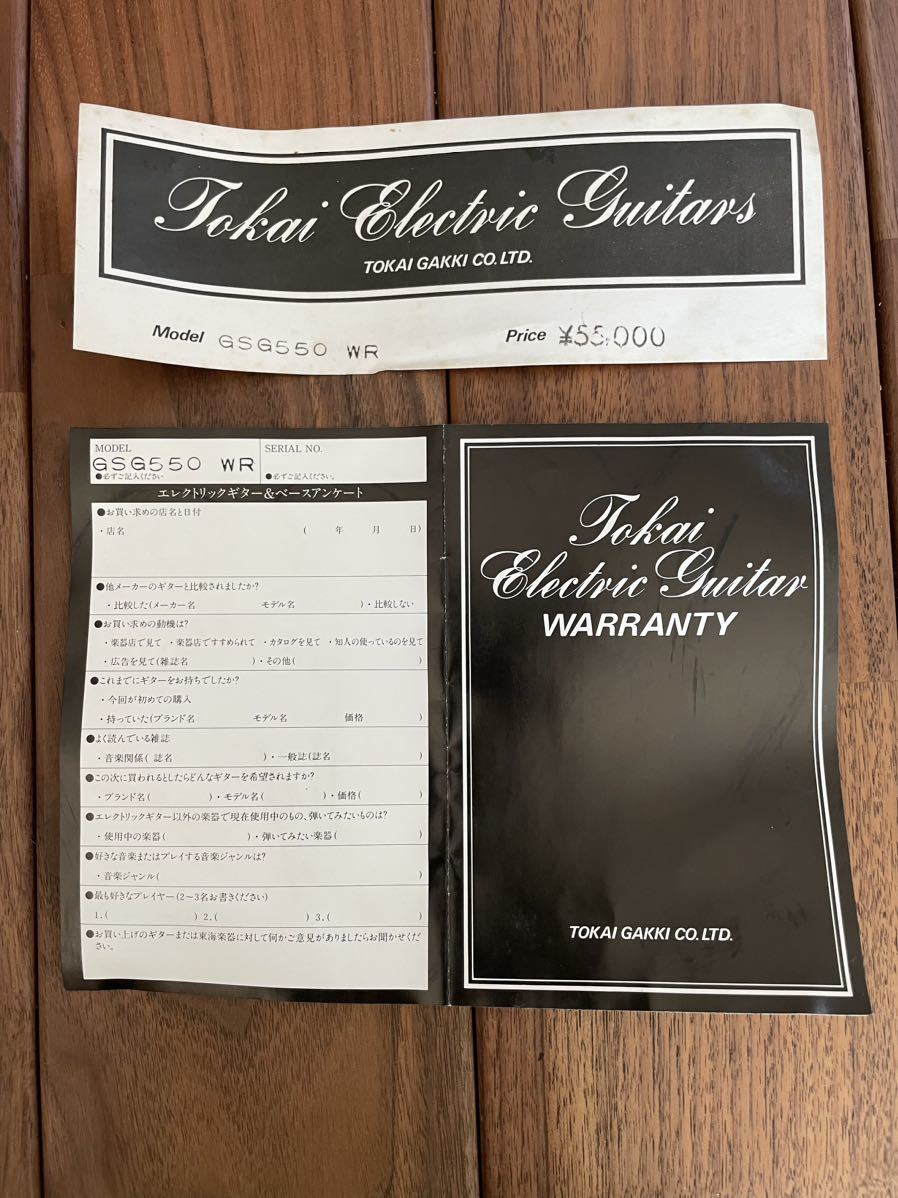 Tokai Electric Guitars
TOKAI GAKKI CO. LTD.
Model GSG550 WR Price ¥55,000
MODEL
GSG550 WR
●必ずご記入ください
SERIAL NO.
●必ずご記入ください。
エレクトリックギター&ベースアンケート
●お買い求めの店名と日付
・店名 ( 年 月 日)
●他メーカーのギターと比較されましたか?
・比較した(メーカー名 モデル名 )・比較しない
●お買い求めの動機は?
・楽器店で見て ・楽器店ですすめられて ・カタログを見て ・知人の使っているのを見て
・広告を見て(雑誌名 )・その他( )
●これまでにギターをお持ちでしたか?
・今回が初めての購入
・持っていた(ブランド名 モデル名 価格 )
●よく読んでいる雑誌
・音楽関係( 誌名 )・一般誌(誌名 )
●この次に買われるとしたらどんなギターを希望されますか?
・ブランド名( )・モデル名( )・価格( )
●エレクトリックギター以外の楽器で現在使用中のもの、弾いてみたいものは?
・使用中の楽器( )・弾いてみたい楽器( )
●好きな音楽またはプレイする音楽ジャンルは?
・音楽ジャンル( )
●最も好きなプレイヤー(2〜3名お書きください)
1.( ) 2.( ) 3.( )
●お買い上げのギターまたは東海楽器に対して何かご意見がありましたらお聞かせくだ
さい。
Tokai
Electric Guitar
WARRANTY
TOKAI GAKKI CO. LTD.